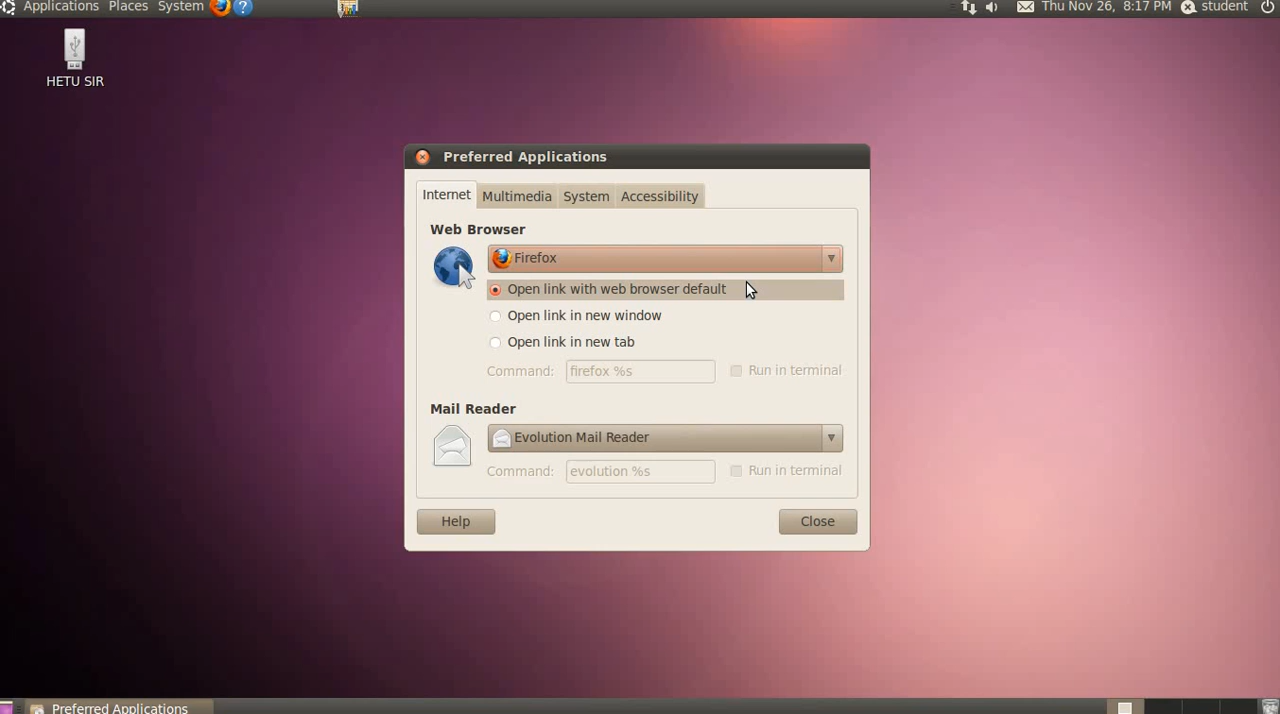 Applications Places System Thu Nov 26, 8:17 PM student
HETU SIR
Preferred Applications
Internet Multimedia System Accessibility
Web Browser
Firefox
Open link with web browser default
Open link in new window
Open link in new tab
Command: firefox %s Run in terminal
Mail Reader
Evolution Mail Reader
Command: evolution %s Run in terminal
Help Close
Preferred Applications